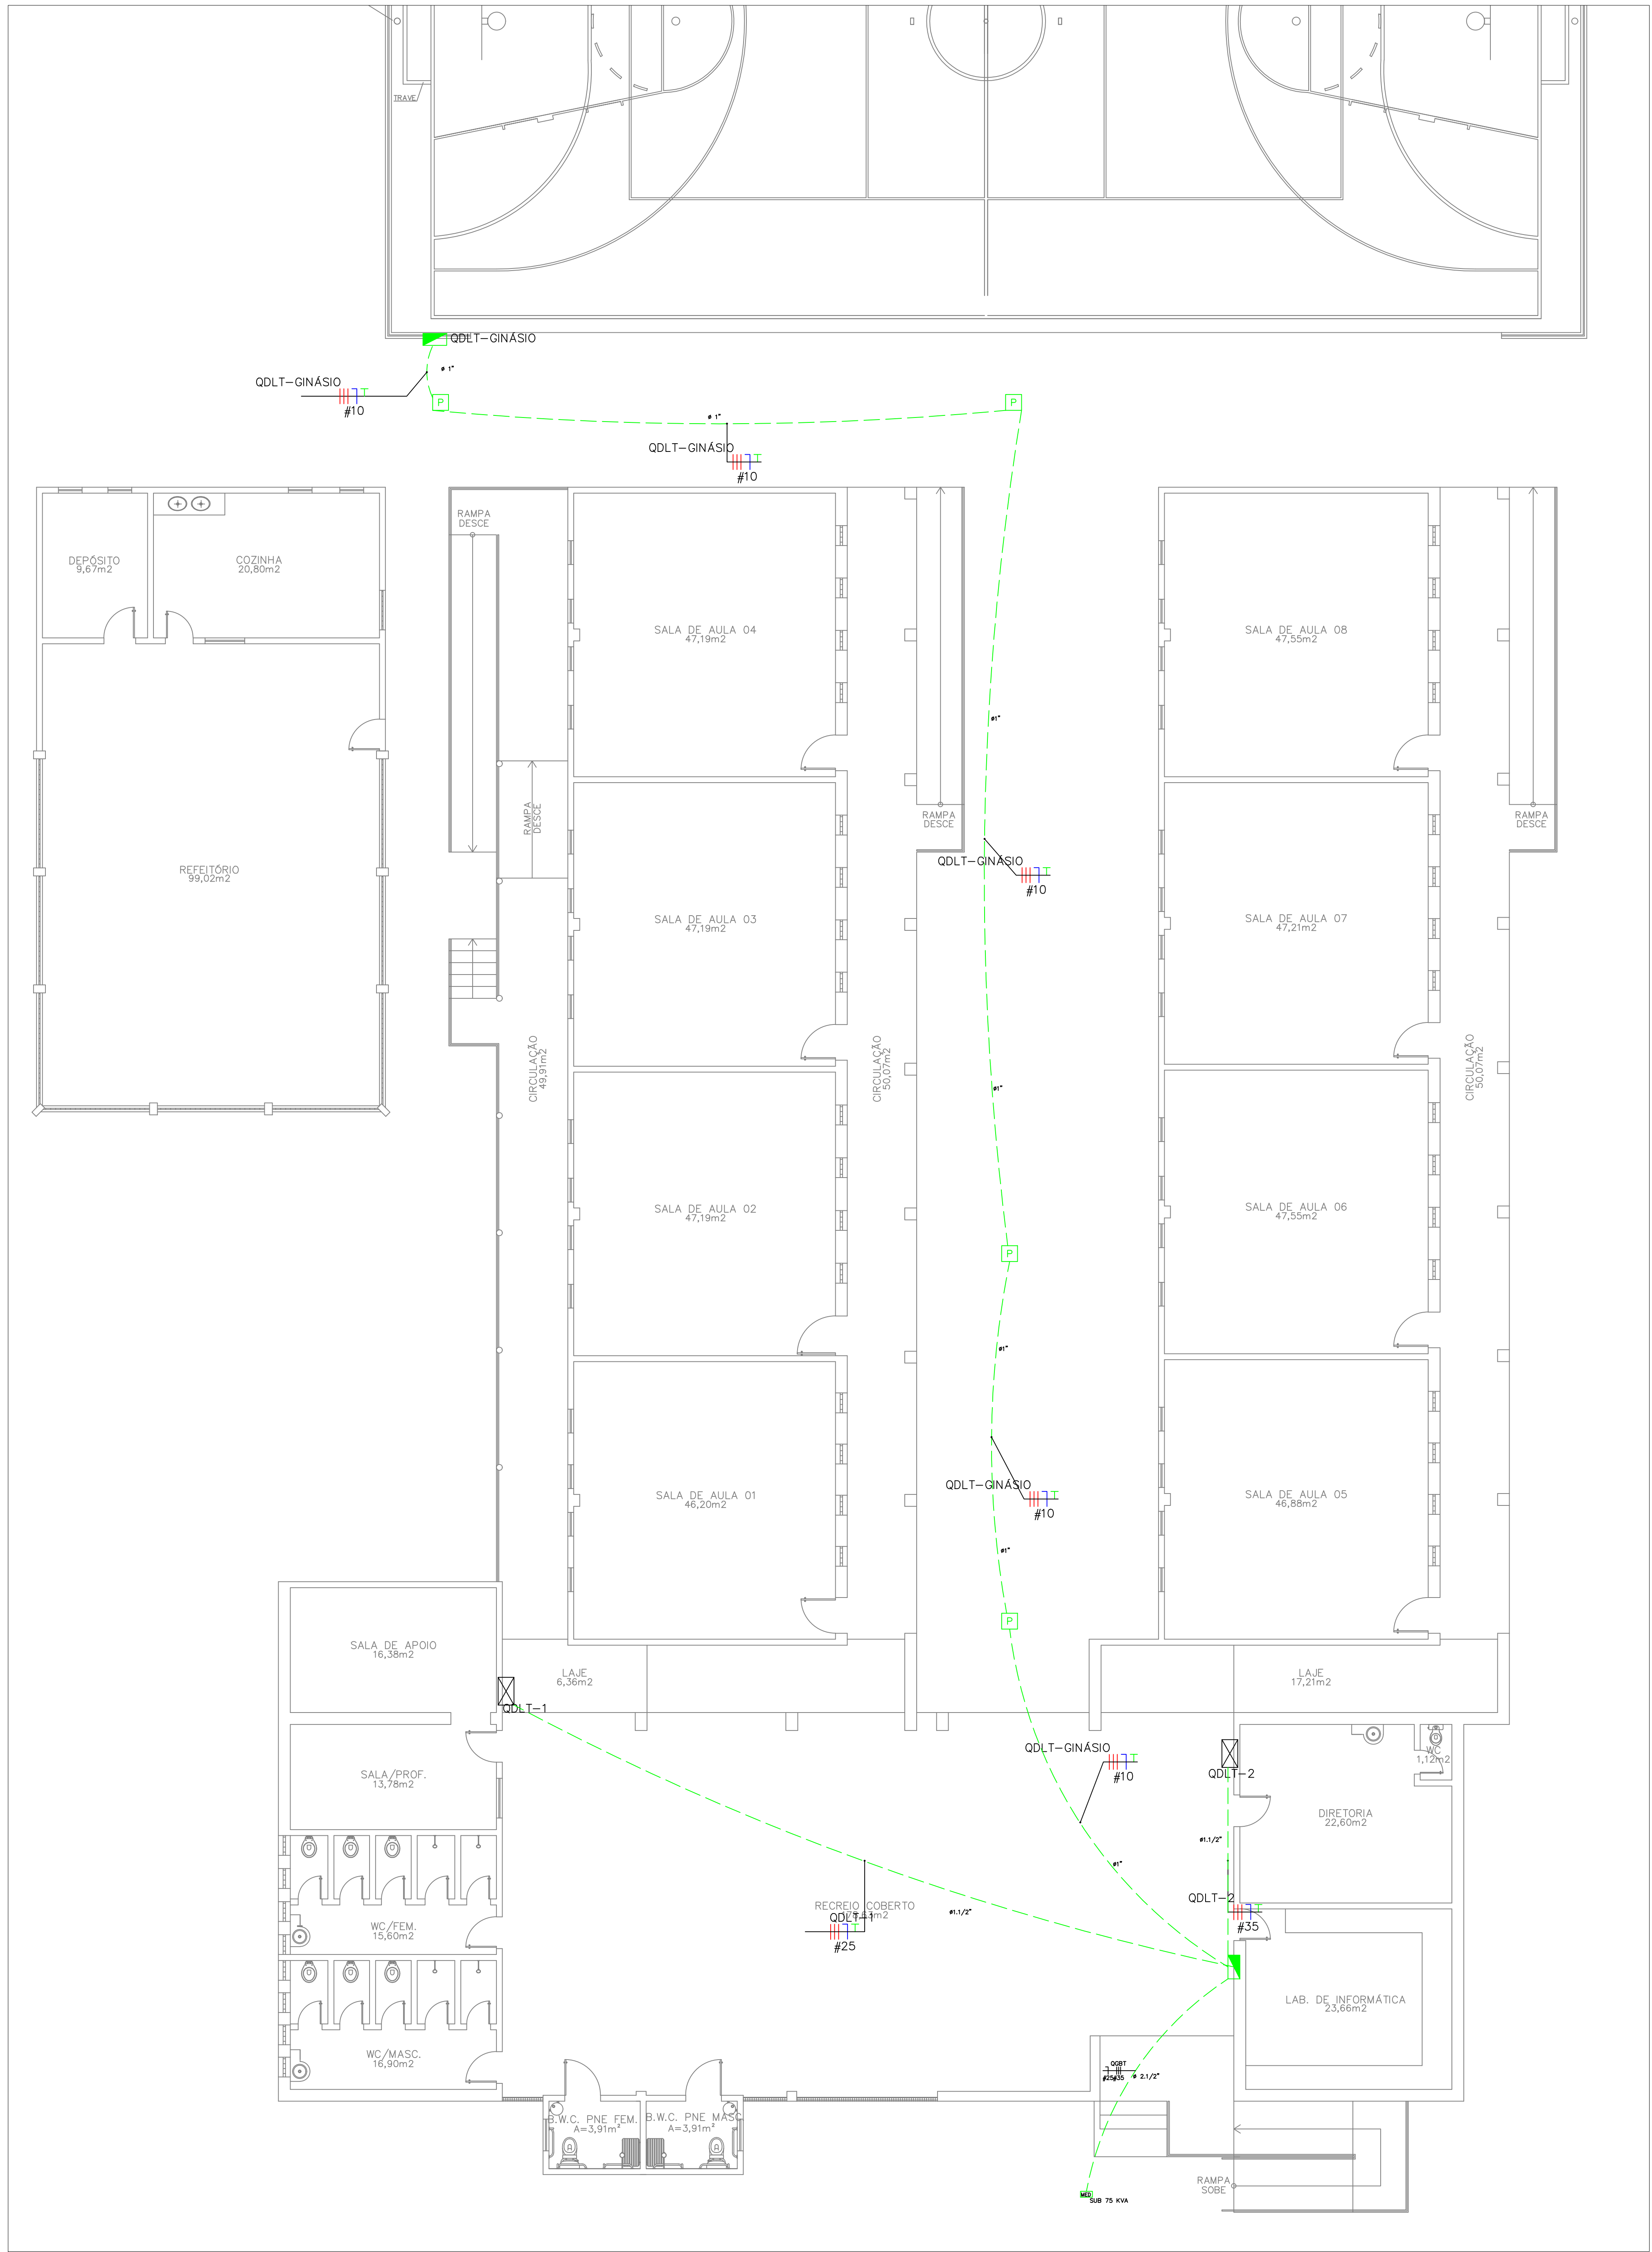 TRAVE
QDLT-GINÁSIO
ø 1"
QDLT-GINÁSIO
#10
P
P
ø 1"
QDLT-GINÁSIO
#10
RAMPA
DESCE
DEPÓSITO
9,67m2
COZINHA
20,80m2
SALA DE AULA 04
47,19m2
SALA DE AULA 08
47,55m2
ø1"
RAMPA
DESCE
RAMPA
DESCE
RAMPA
DESCE
QDLT-GINÁSIO
#10
REFEITÓRIO
99,02m2
SALA DE AULA 03
47,19m2
SALA DE AULA 07
47,21m2
CIRCULAÇÃO
49,91m2
CIRCULAÇÃO
50,07m2
CIRCULAÇÃO
50,07m2
ø1"
SALA DE AULA 02
47,19m2
SALA DE AULA 06
47,55m2
P
ø1"
QDLT-GINÁSIO
#10
SALA DE AULA 01
46,20m2
SALA DE AULA 05
46,88m2
ø1"
P
SALA DE APOIO
16,38m2
LAJE
6,36m2
LAJE
17,21m2
QDLT-1
QDLT-GINÁSIO
#10
WC
1,12m2
QDLT-2
SALA/PROF.
13,78m2
DIRETORIA
22,60m2
ø1.1/2"
ø1"
QDLT-2
#35
RECREIO COBERTO
QDLT-1
#25
ø1.1/2"
WC/FEM.
15,60m2
LAB. DE INFORMÁTICA
23,66m2
WC/MASC.
16,90m2
QGBT
#25#35
ø 2.1/2"
B.W.C. PNE FEM.
A=3,91m²
B.W.C. PNE MASC
A=3,91m²
RAMPA
SOBE
MED
SUB 75 KVA